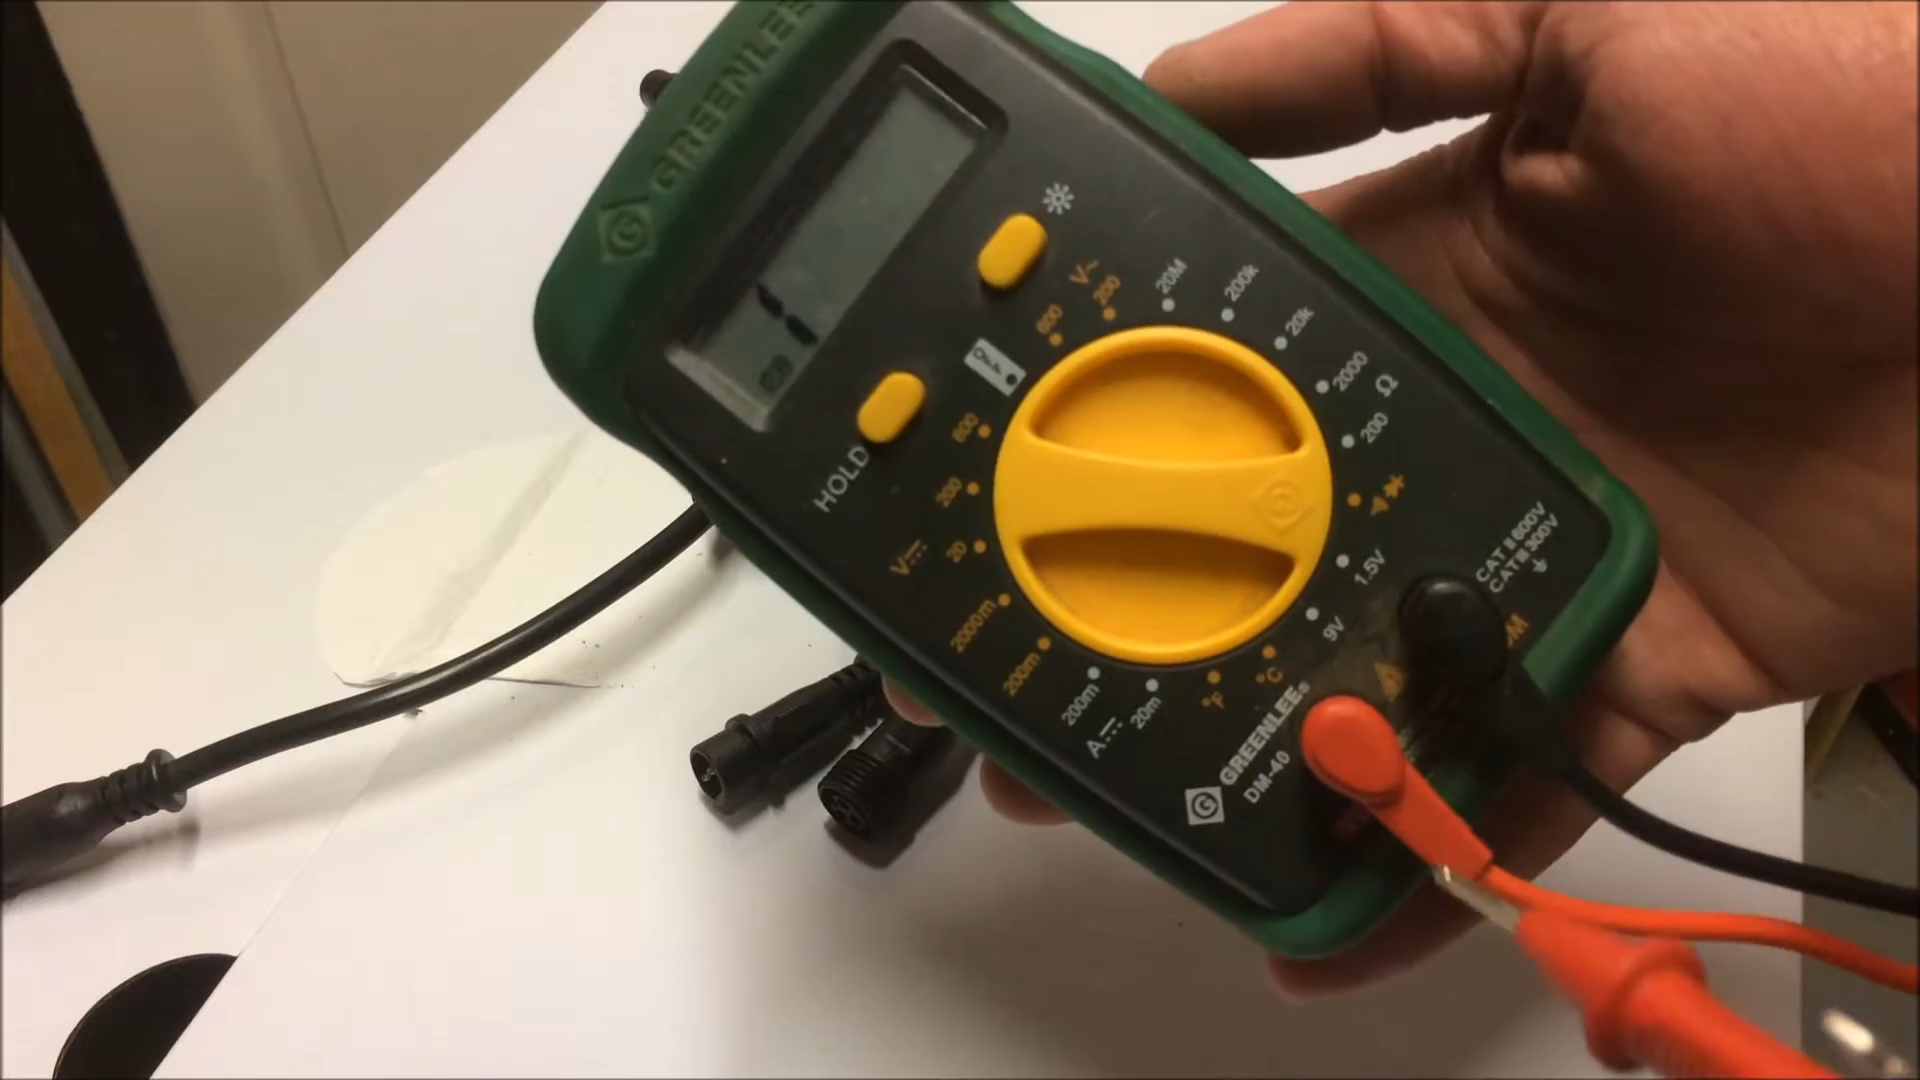 GREENLEE
1
HOLD
V~
600
200
20M
200k
20k
2000
Ω
200
1.5V
9V
°C
°F
20m
200m
A
200m
2000m
20
V
200
600
CAT II 600V
CAT III 300V
GREENLEE
DM-40